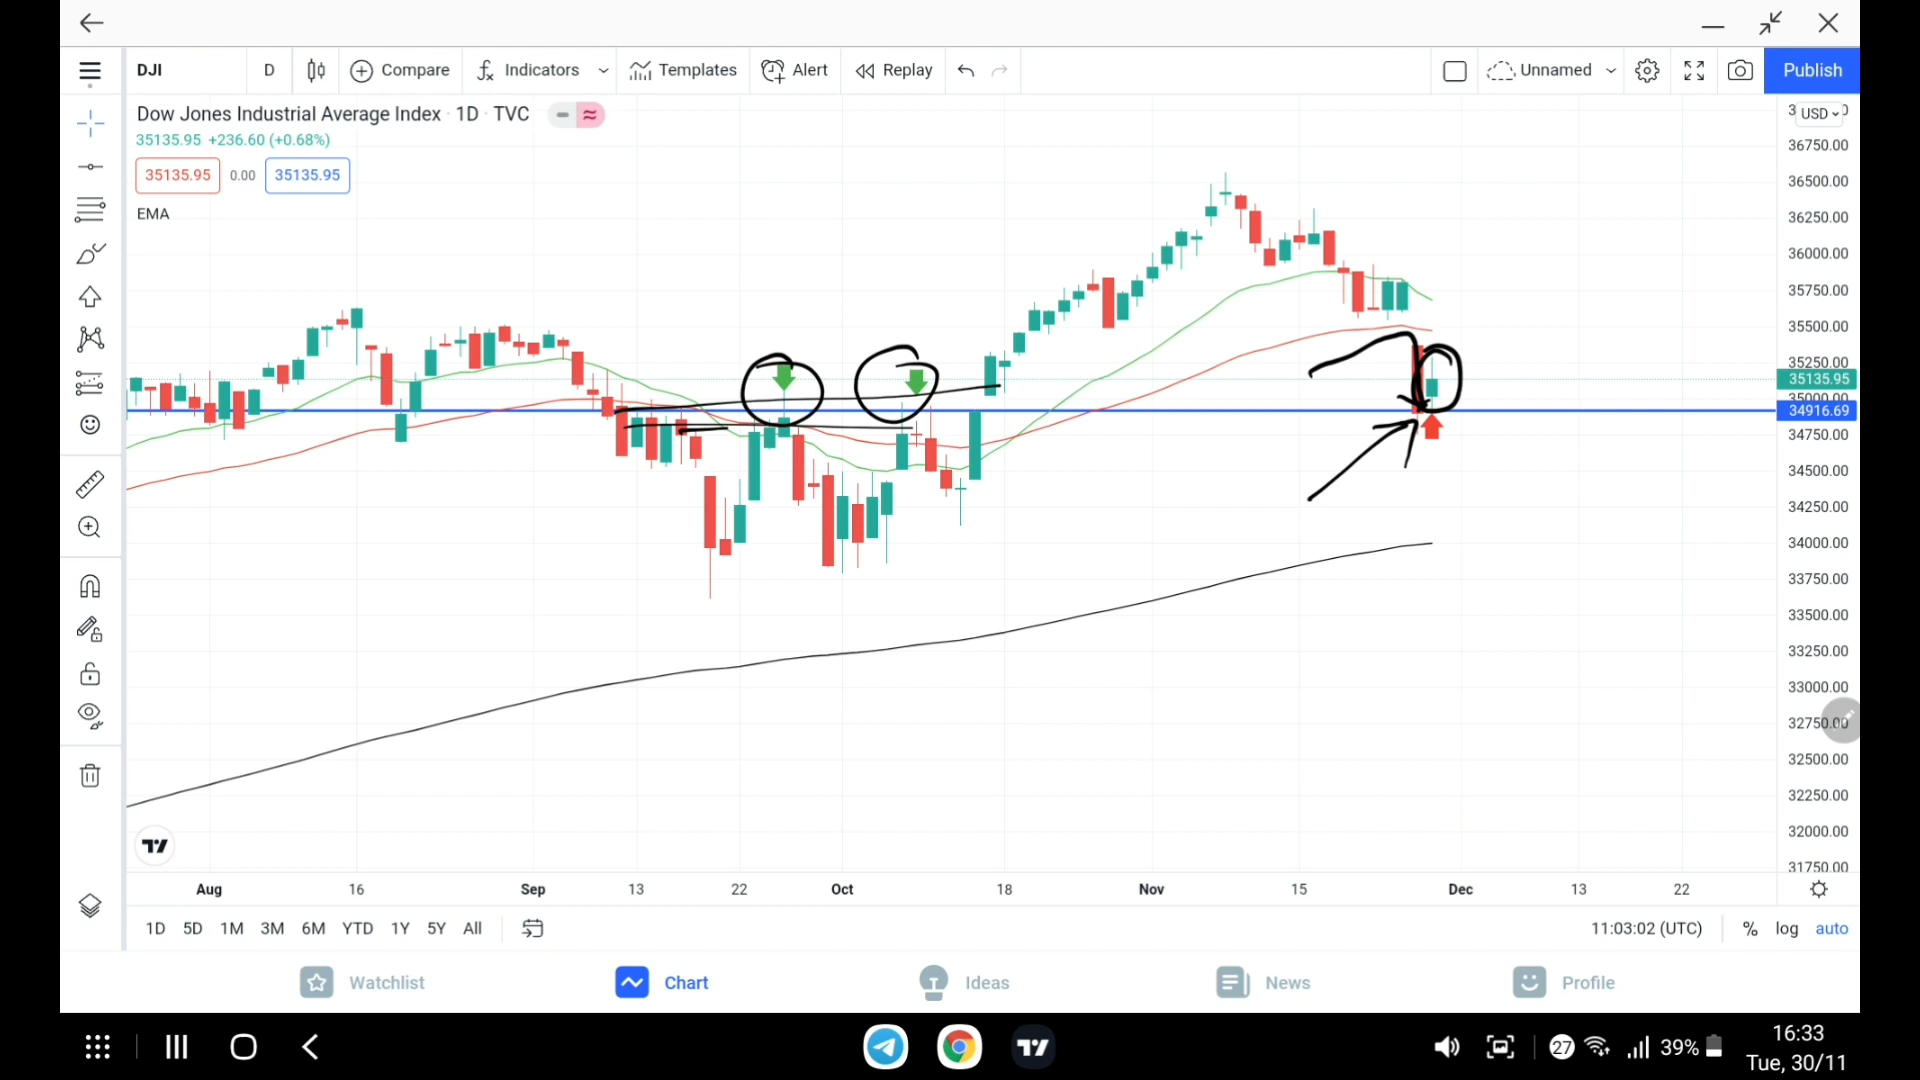 DJI D Compare Indicators Templates Alert Replay Unnamed Publish
Dow Jones Industrial Average Index · 1D · TVC
35135.95 +236.60 (+0.68%)
35135.95 0.00 35135.95
EMA
USD
36750.00
36500.00
36250.00
36000.00
35750.00
35500.00
35250.00
35135.95
35000.00
34916.69
34750.00
34500.00
34250.00
34000.00
33750.00
33500.00
33250.00
33000.00
32750.00
32500.00
32250.00
32000.00
31750.00
Aug 16 Sep 13 22 Oct 18 Nov 15 Dec 13 22
1D 5D 1M 3M 6M YTD 1Y 5Y All 11:03:02 (UTC) % log auto
Watchlist Chart Ideas News Profile
27 39% 16:33
Tue, 30/11